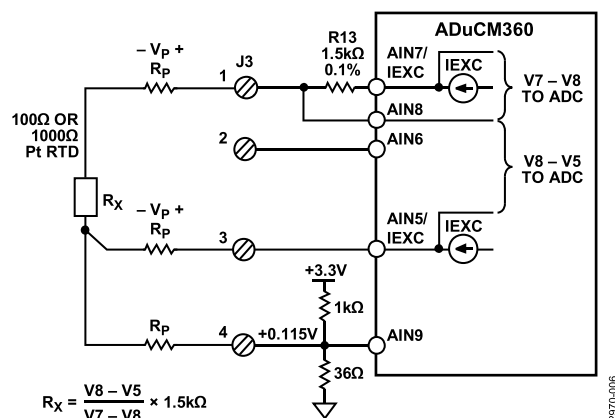 ADuCM360
– VP +
RP
J3
1
R13
1.5kΩ
0.1%
AIN7/
IEXC
IEXC
V7 – V8
TO ADC
AIN8
100Ω OR
1000Ω
Pt RTD
2
AIN6
V8 – V5
TO ADC
RX
– VP +
RP
3
AIN5/
IEXC
IEXC
+3.3V
1kΩ
RP
4
+0.115V
AIN9
36Ω
RX = V8 – V5 × 1.5kΩ
V7 – V8